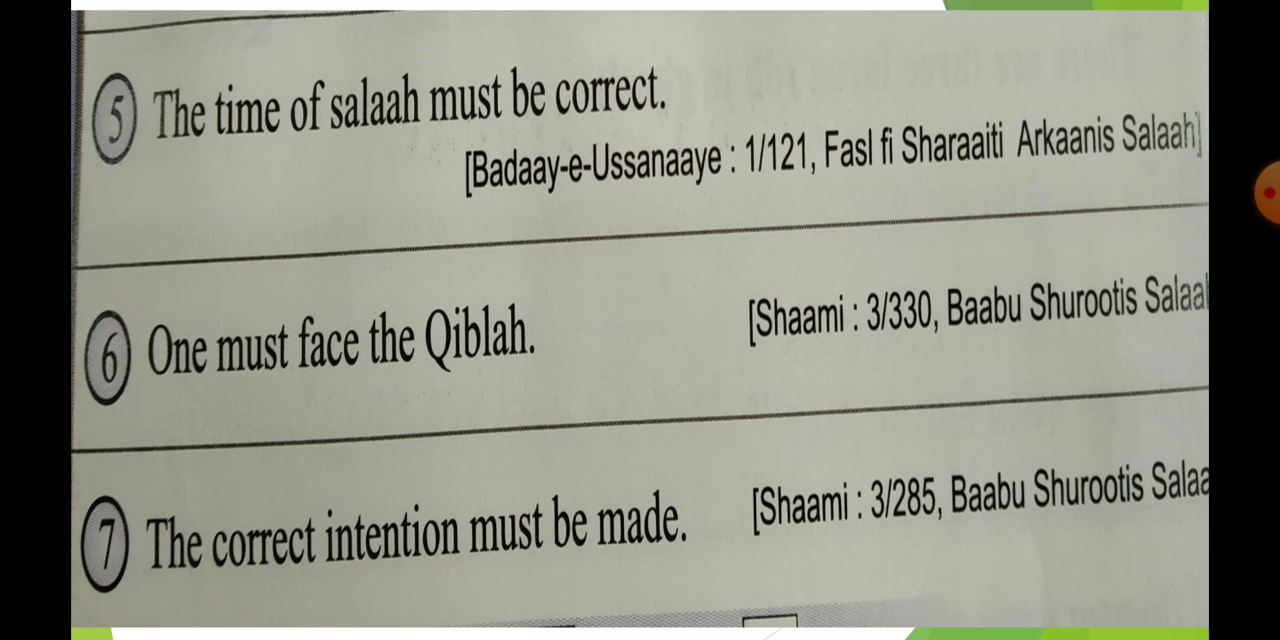 5 The time of salaah must be correct.
[Badaay-e-Ussanaaye : 1/121, Fasl fi Sharaaiti Arkaanis Salaah]
6 One must face the Qiblah.
[Shaami : 3/330, Baabu Shurootis Salaa
7 The correct intention must be made.
[Shaami : 3/285, Baabu Shurootis Salaa